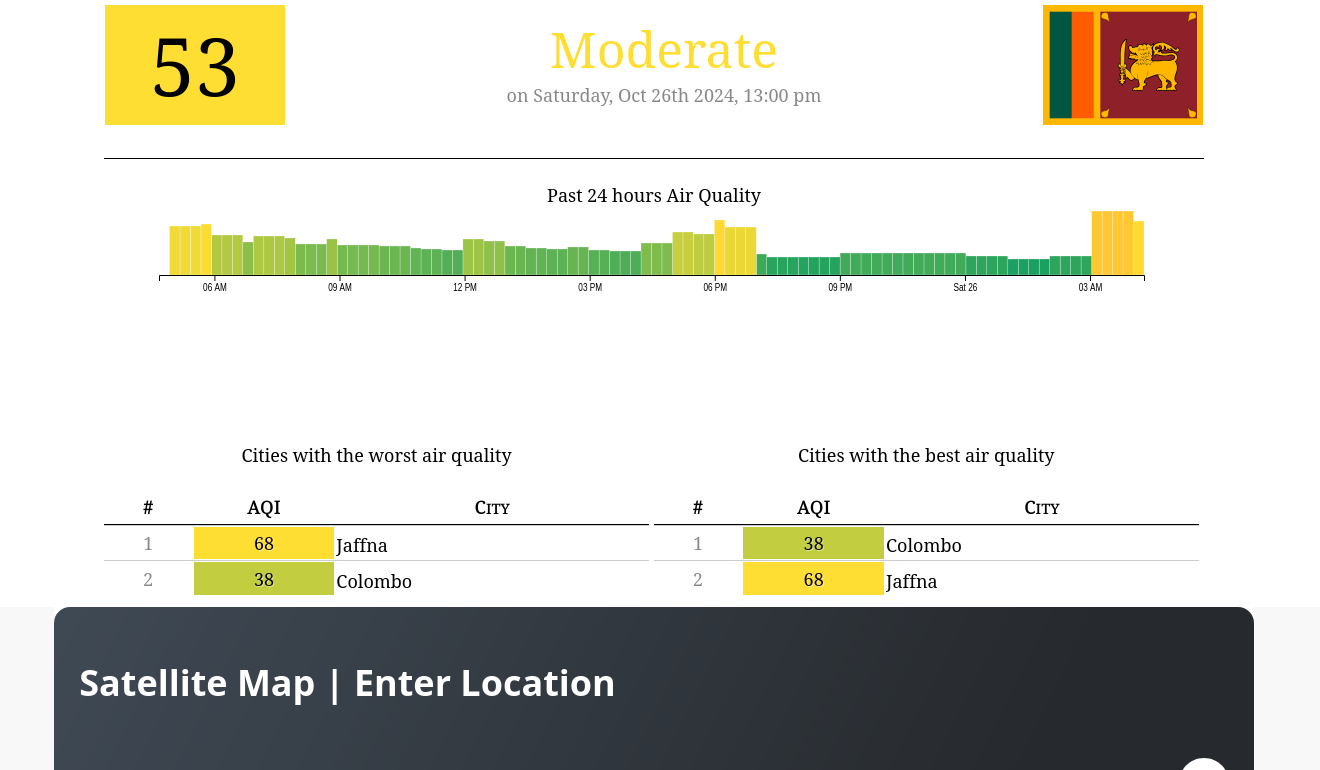 53
Moderate
on Saturday, Oct 26th 2024, 13:00 pm
Past 24 hours Air Quality
06 AM 09 AM 12 PM 03 PM 06 PM 09 PM Sat 26 03 AM
Cities with the worst air quality
# AQI City
1 68 Jaffna
2 38 Colombo
Cities with the best air quality
# AQI City
1 38 Colombo
2 68 Jaffna
Satellite Map | Enter Location